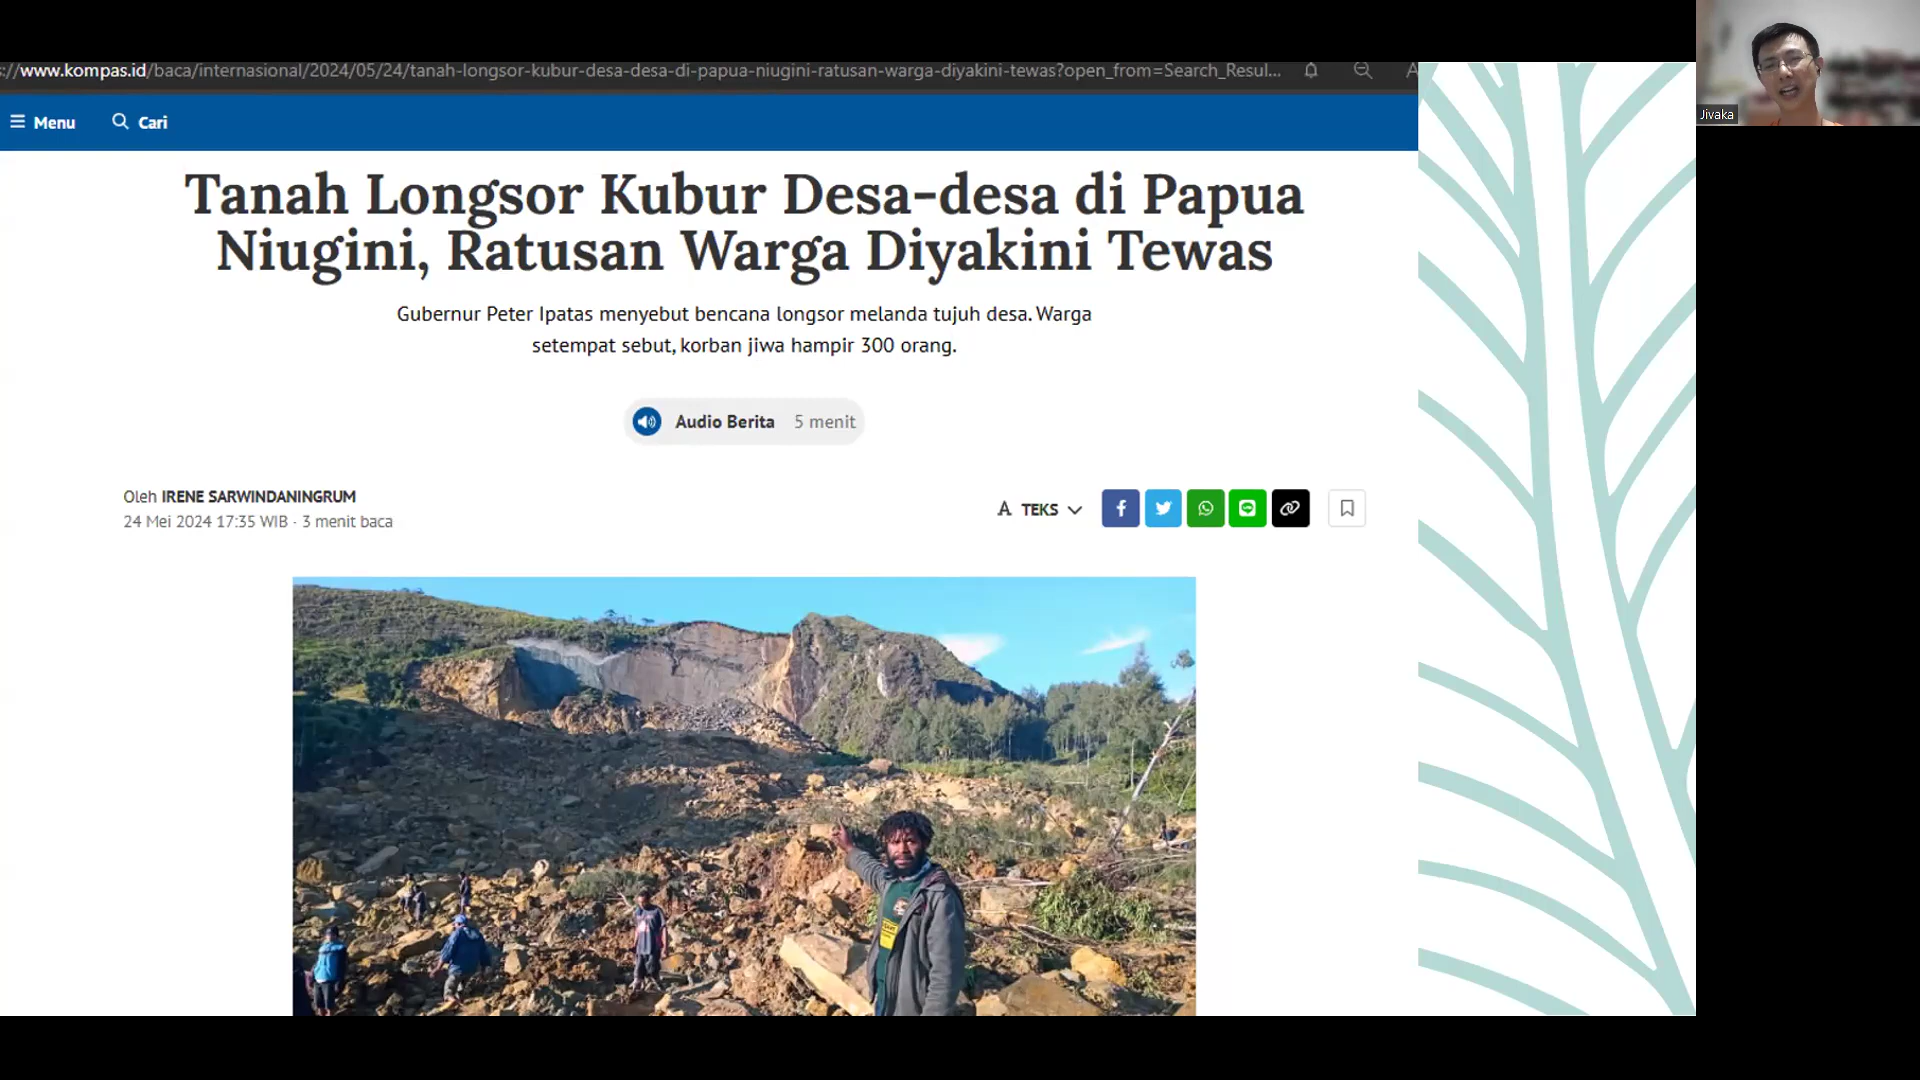 ://www.kompas.id/baca/internasional/2024/05/24/tanah-longsor-kubur-desa-desa-di-papua-niugini-ratusan-warga-diyakini-tewas?open_from=Search_Resul... A
Jivaka
Menu Cari
Tanah Longsor Kubur Desa-desa di Papua
Niugini, Ratusan Warga Diyakini Tewas
Gubernur Peter Ipatas menyebut bencana longsor melanda tujuh desa. Warga
setempat sebut, korban jiwa hampir 300 orang.
Audio Berita 5 menit
Oleh IRENE SARWINDANINGRUM
24 Mei 2024 17:35 WIB · 3 menit baca
A TEKS